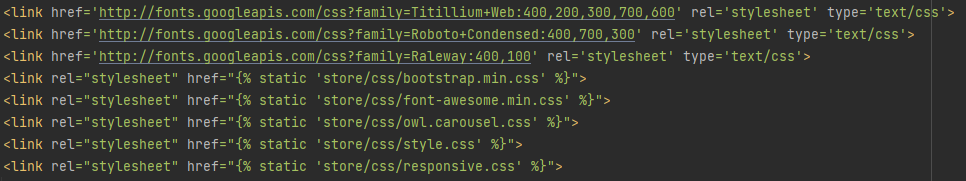 <link href='http://fonts.googleapis.com/css?family=Titillium+Web:400,200,300,700,600' rel='stylesheet' type='text/css'>
<link href='http://fonts.googleapis.com/css?family=Roboto+Condensed:400,700,300' rel='stylesheet' type='text/css'>
<link href='http://fonts.googleapis.com/css?family=Raleway:400,100' rel='stylesheet' type='text/css'>
<link rel="stylesheet" href="{% static 'store/css/bootstrap.min.css' %}">
<link rel="stylesheet" href="{% static 'store/css/font-awesome.min.css' %}">
<link rel="stylesheet" href="{% static 'store/css/owl.carousel.css' %}">
<link rel="stylesheet" href="{% static 'store/css/style.css' %}">
<link rel="stylesheet" href="{% static 'store/css/responsive.css' %}">